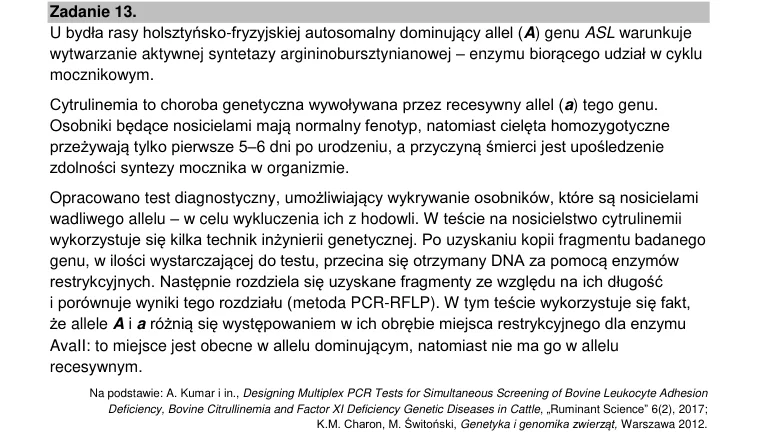 Zadanie 13.
U bydła rasy holsztyńsko-fryzyjskiej autosomalny dominujący allel (A) genu ASL warunkuje
wytwarzanie aktywnej syntetazy argininobursztynianowej – enzymu biorącego udział w cyklu
mocznikowym.
Cytrulinemia to choroba genetyczna wywoływana przez recesywny allel (a) tego genu.
Osobniki będące nosicielami mają normalny fenotyp, natomiast cielęta homozygotyczne
przeżywają tylko pierwsze 5–6 dni po urodzeniu, a przyczyną śmierci jest upośledzenie
zdolności syntezy mocznika w organizmie.
Opracowano test diagnostyczny, umożliwiający wykrywanie osobników, które są nosicielami
wadliwego allelu – w celu wykluczenia ich z hodowli. W teście na nosicielstwo cytrulinemii
wykorzystuje się kilka technik inżynierii genetycznej. Po uzyskaniu kopii fragmentu badanego
genu, w ilości wystarczającej do testu, przecina się otrzymany DNA za pomocą enzymów
restrykcyjnych. Następnie rozdziela się uzyskane fragmenty ze względu na ich długość
i porównuje wyniki tego rozdziału (metoda PCR-RFLP). W tym teście wykorzystuje się fakt,
że allele A i a różnią się występowaniem w ich obrębie miejsca restrykcyjnego dla enzymu
AvaII: to miejsce jest obecne w allelu dominującym, natomiast nie ma go w allelu
recesywnym.
Na podstawie: A. Kumar i in., Designing Multiplex PCR Tests for Simultaneous Screening of Bovine Leukocyte Adhesion
Deficiency, Bovine Citrullinemia and Factor XI Deficiency Genetic Diseases in Cattle, „Ruminant Science” 6(2), 2017;
K.M. Charon, M. Świtoński, Genetyka i genomika zwierząt, Warszawa 2012.